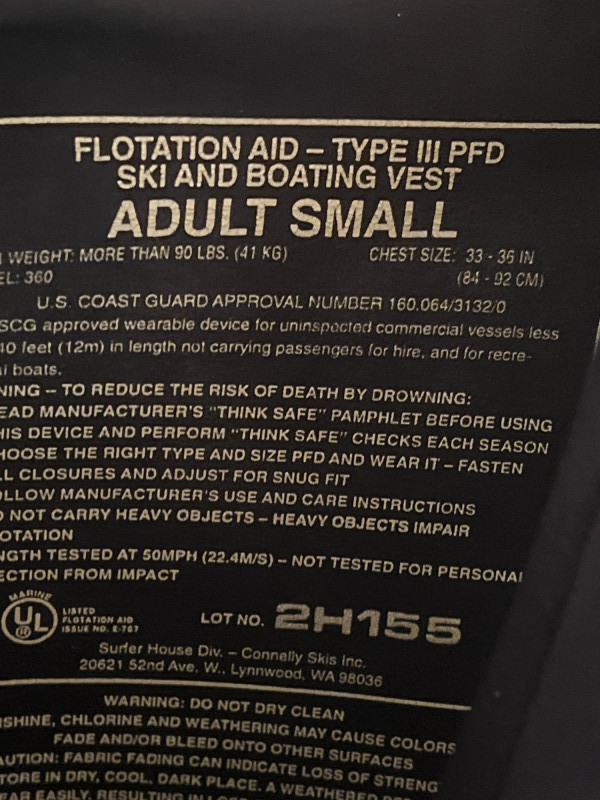 FLOTATION AID – TYPE III PFD
SKI AND BOATING VEST
ADULT SMALL
WEIGHT: MORE THAN 90 LBS. (41 KG) CHEST SIZE: 33 - 36 IN
EL: 360 (84 - 92 CM)
U.S. COAST GUARD APPROVAL NUMBER 160.064/3132/0
SCG approved wearable device for uninspected commercial vessels less
40 feet (12m) in length not carrying passengers for hire, and for recre-
al boats.
NING – TO REDUCE THE RISK OF DEATH BY DROWNING:
EAD MANUFACTURER'S "THINK SAFE" PAMPHLET BEFORE USING
HIS DEVICE AND PERFORM "THINK SAFE" CHECKS EACH SEASON
HOOSE THE RIGHT TYPE AND SIZE PFD AND WEAR IT – FASTEN
LL CLOSURES AND ADJUST FOR SNUG FIT
OLLOW MANUFACTURER'S USE AND CARE INSTRUCTIONS
O NOT CARRY HEAVY OBJECTS – HEAVY OBJECTS IMPAIR
OTATION
NGTH TESTED AT 50MPH (22.4M/S) – NOT TESTED FOR PERSONAL
ECTION FROM IMPACT
MARINE
UL
LISTED
FLOTATION AID
ISSUE NO. E-767
LOT NO. 2H155
Surfer House Div. – Connelly Skis Inc.
20621 52nd Ave. W., Lynnwood, WA 98036
WARNING: DO NOT DRY CLEAN
NSHINE, CHLORINE AND WEATHERING MAY CAUSE COLORS
FADE AND/OR BLEED ONTO OTHER SURFACES
AUTION: FABRIC FADING CAN INDICATE LOSS OF STRENG
TORE IN DRY, COOL, DARK PLACE. A WEATHERED
EAR EASILY, RESULTING IN